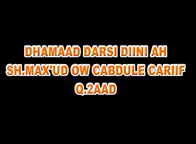 DHAMAAD DARSI DIINI AH
SH.MAX'UD OW CABDULE CARIIF
Q.2AAD